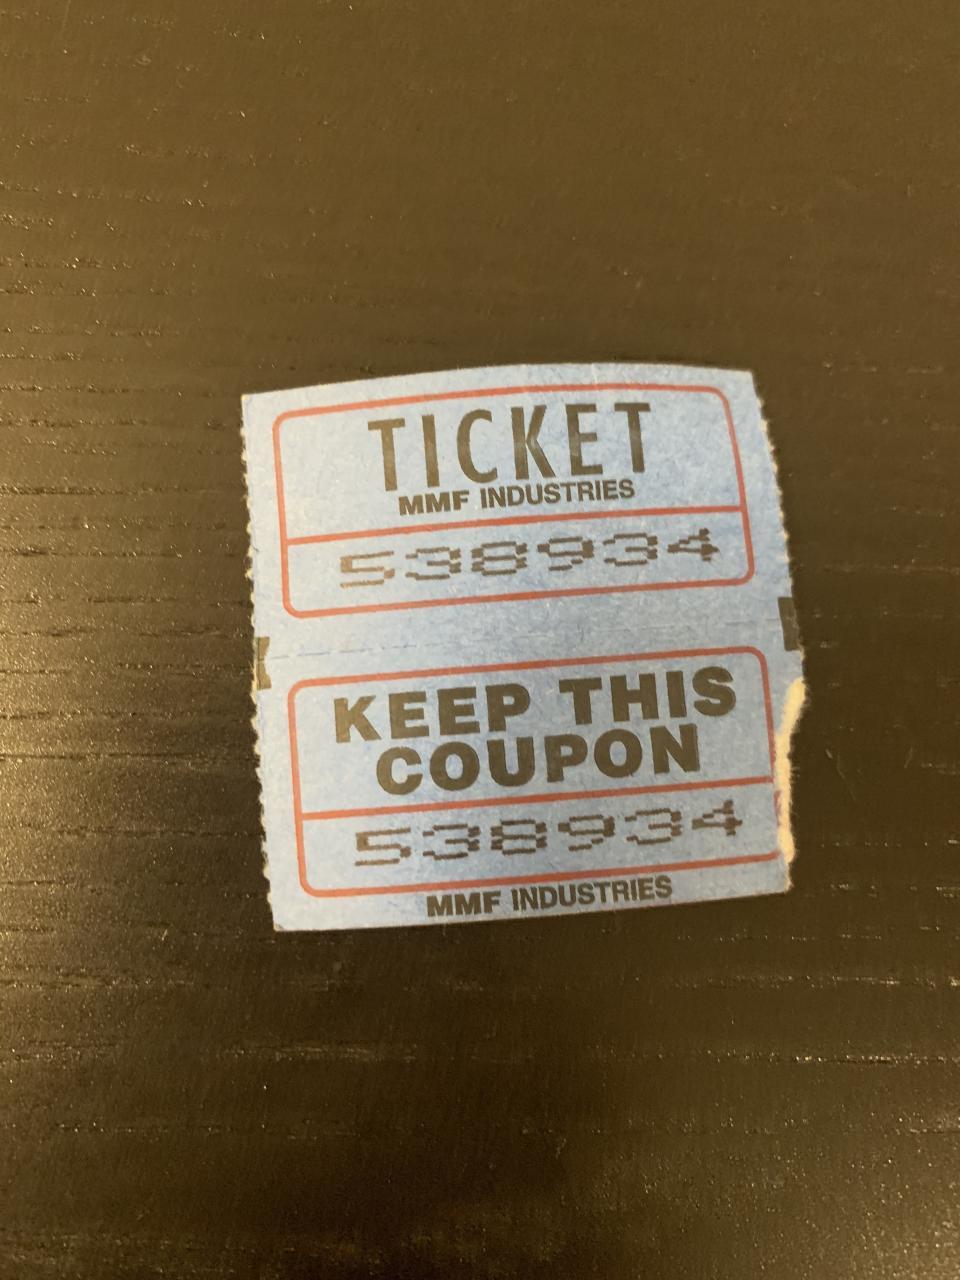 TICKET
MMF INDUSTRIES
538934
KEEP THIS
COUPON
538934
MMF INDUSTRIES